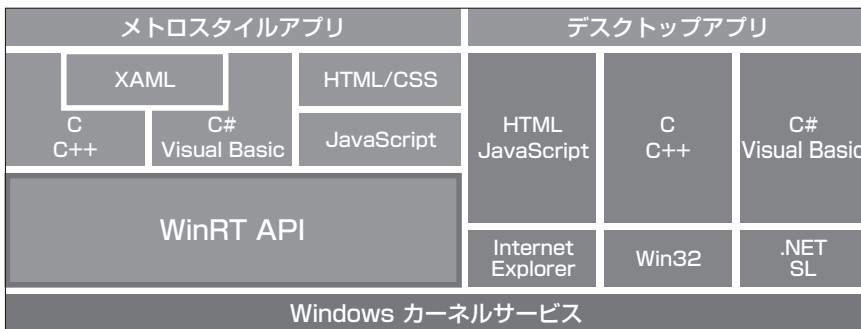 メトロスタイルアプリ
デスクトップアプリ
XAML
HTML/CSS
C
C++
C#
Visual Basic
JavaScript
HTML
JavaScript
C
C++
C#
Visual Basic
WinRT API
Internet
Explorer
Win32
.NET
SL
Windows カーネルサービス